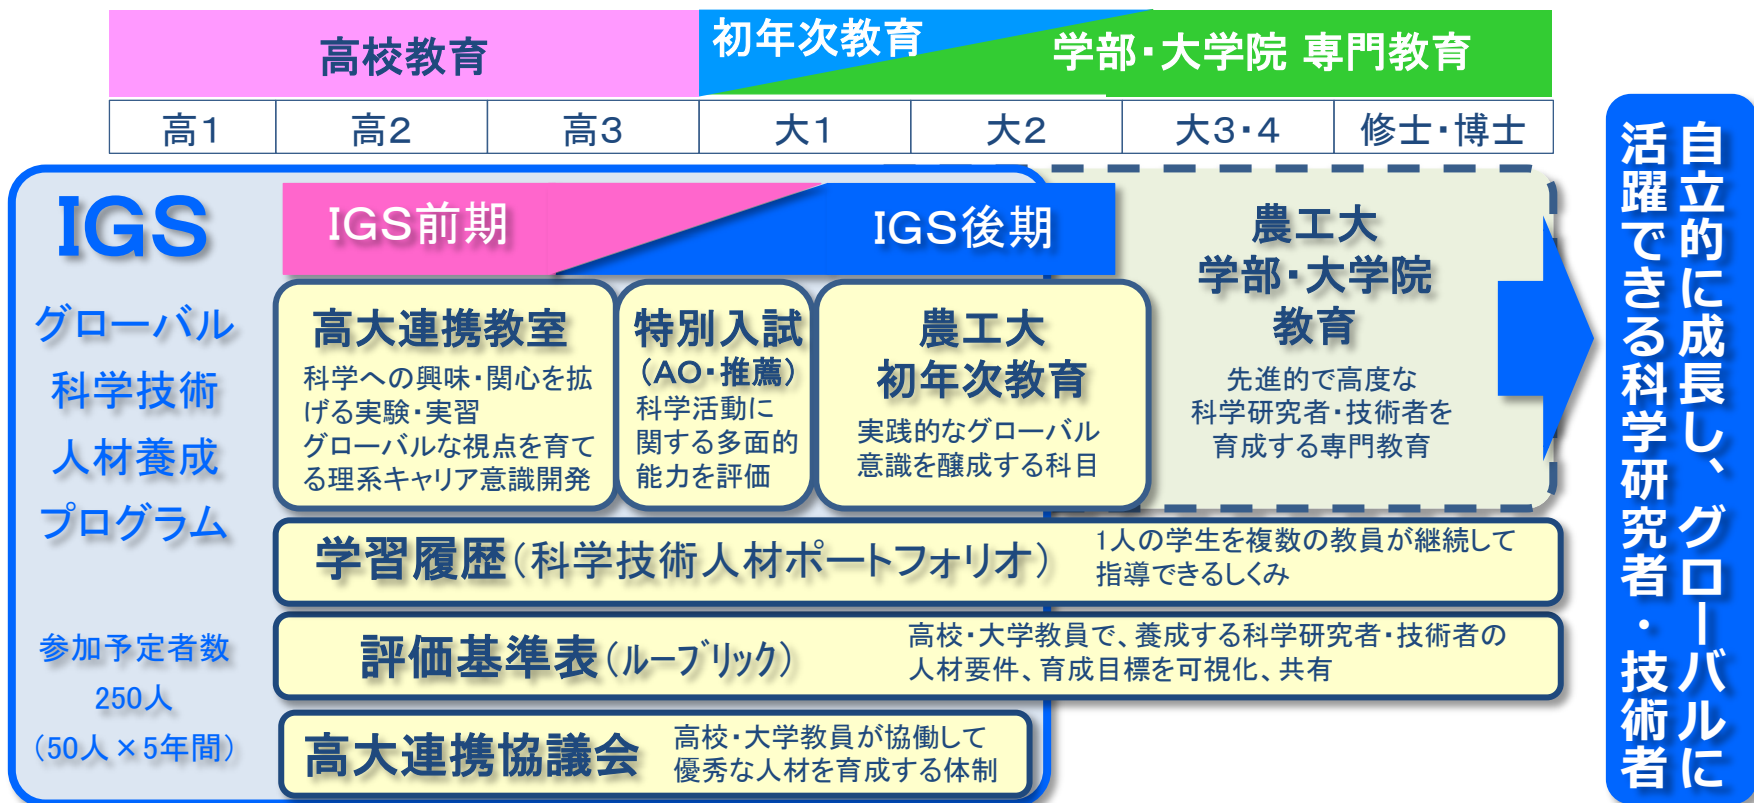 高校教育
初年次教育
学部・大学院 専門教育
高1
高2
高3
大1
大2
大3・4
修士・博士
IGS
グローバル
科学技術
人材養成
プログラム
参加予定者数
250人
（50人×5年間）
IGS前期
IGS後期
高大連携教室
科学への興味・関心を拡
げる実験・実習
グローバルな視点を育て
る理系キャリア意識開発
特別入試
（AO・推薦）
科学活動に
関する多面的
能力を評価
農工大
初年次教育
実践的なグローバル
意識を醸成する科目
農工大
学部・大学院
教育
先進的で高度な
科学研究者・技術者を
育成する専門教育
学習履歴（科学技術人材ポートフォリオ）
1人の学生を複数の教員が継続して
指導できるしくみ
評価基準表（ルーブリック）
高校・大学教員で、養成する科学研究者・技術者の
人材要件、育成目標を可視化、共有
高大連携協議会
高校・大学教員が協働して
優秀な人材を育成する体制
自立的に成長し、グローバルに
活躍できる科学研究者・技術者